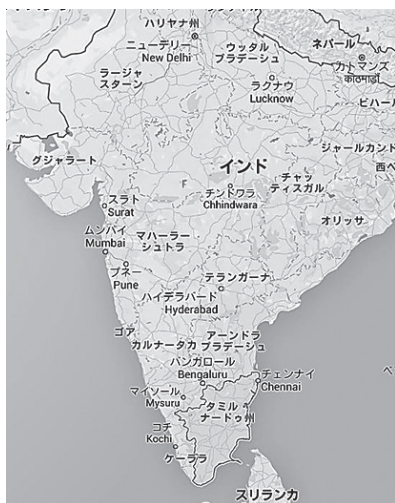 ハリヤナ州
ニューデリー
New Delhi
ウッタル
プラデーシュ
ネパール
カトマンズ
काठमाडौं
ラージャ
スターン
ラクナウ
Lucknow
ビハール
グジャラート
インド
ジャールカンド
西ベ
チャッ
ティスガル
チンドワラ
Chhindwara
スラト
Surat
オリッサ
ムンバイ
Mumbai
マハーラー
シュトラ
プネー
Pune
テランガーナ
ハイデラバード
Hyderabad
ゴア
カルナータカ
アーンドラ
プラデーシュ
バンガロール
Bengaluru
チェンナイ
Chennai
マイソール
Mysuru
タミル
ナードゥ州
コチ
Kochi
ケーララ
スリランカ